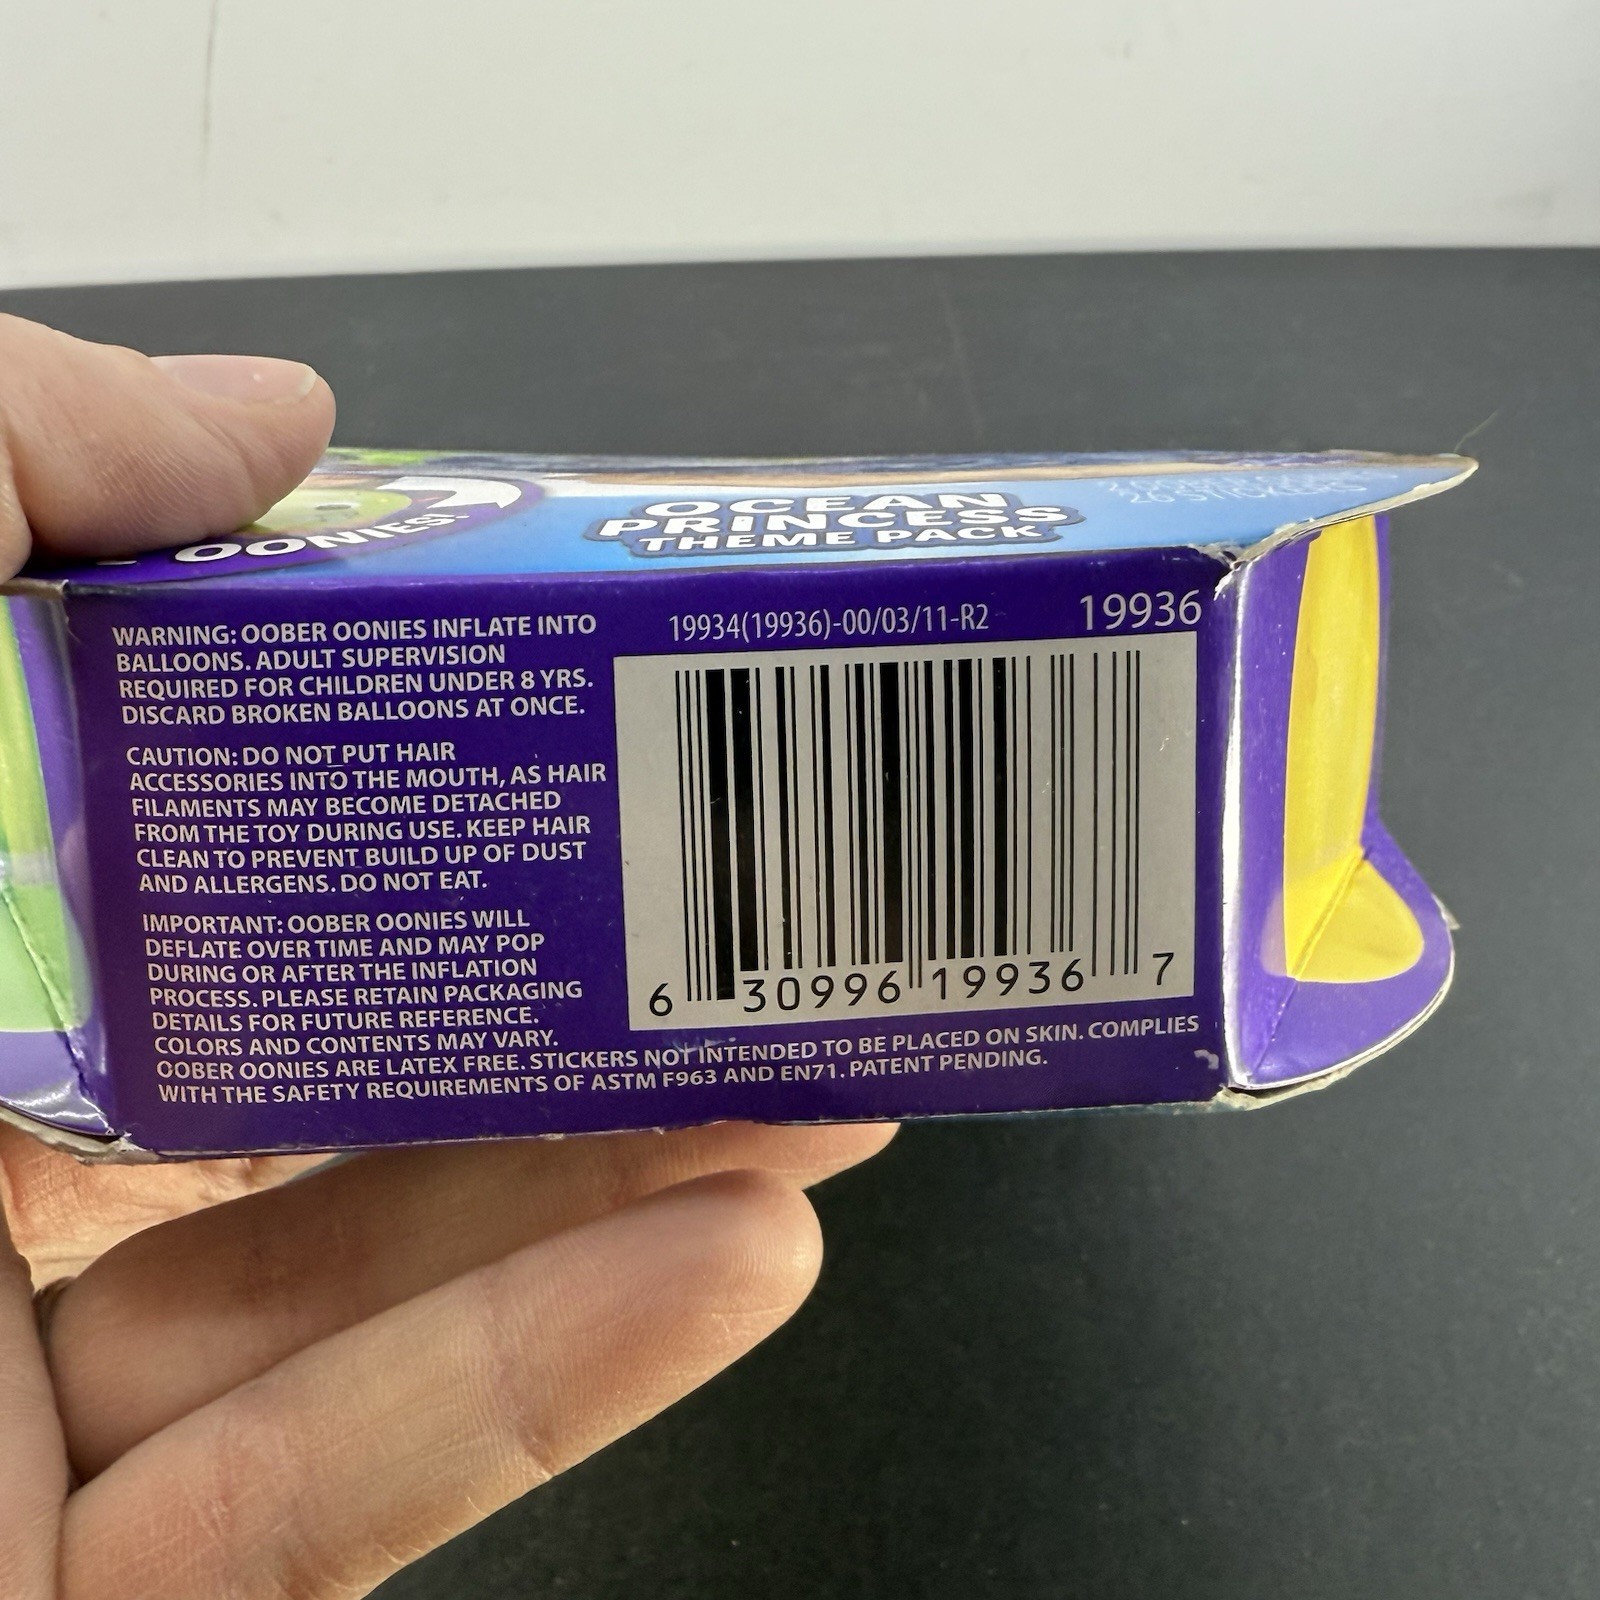 OONIES
OCEAN
PRINCESS
THEME PACK
26 STICKERS
WARNING: OOBER OONIES INFLATE INTO
BALLOONS. ADULT SUPERVISION
REQUIRED FOR CHILDREN UNDER 8 YRS.
DISCARD BROKEN BALLOONS AT ONCE.
CAUTION: DO NOT PUT HAIR
ACCESSORIES INTO THE MOUTH, AS HAIR
FILAMENTS MAY BECOME DETACHED
FROM THE TOY DURING USE. KEEP HAIR
CLEAN TO PREVENT BUILD UP OF DUST
AND ALLERGENS. DO NOT EAT.
IMPORTANT: OOBER OONIES WILL
DEFLATE OVER TIME AND MAY POP
DURING OR AFTER THE INFLATION
PROCESS. PLEASE RETAIN PACKAGING
DETAILS FOR FUTURE REFERENCE.
COLORS AND CONTENTS MAY VARY.
OOBER OONIES ARE LATEX FREE. STICKERS NOT INTENDED TO BE PLACED ON SKIN. COMPLIES
WITH THE SAFETY REQUIREMENTS OF ASTM F963 AND EN71. PATENT PENDING.
19934(19936)-00/03/11-R2
19936
6 30996 19936 7